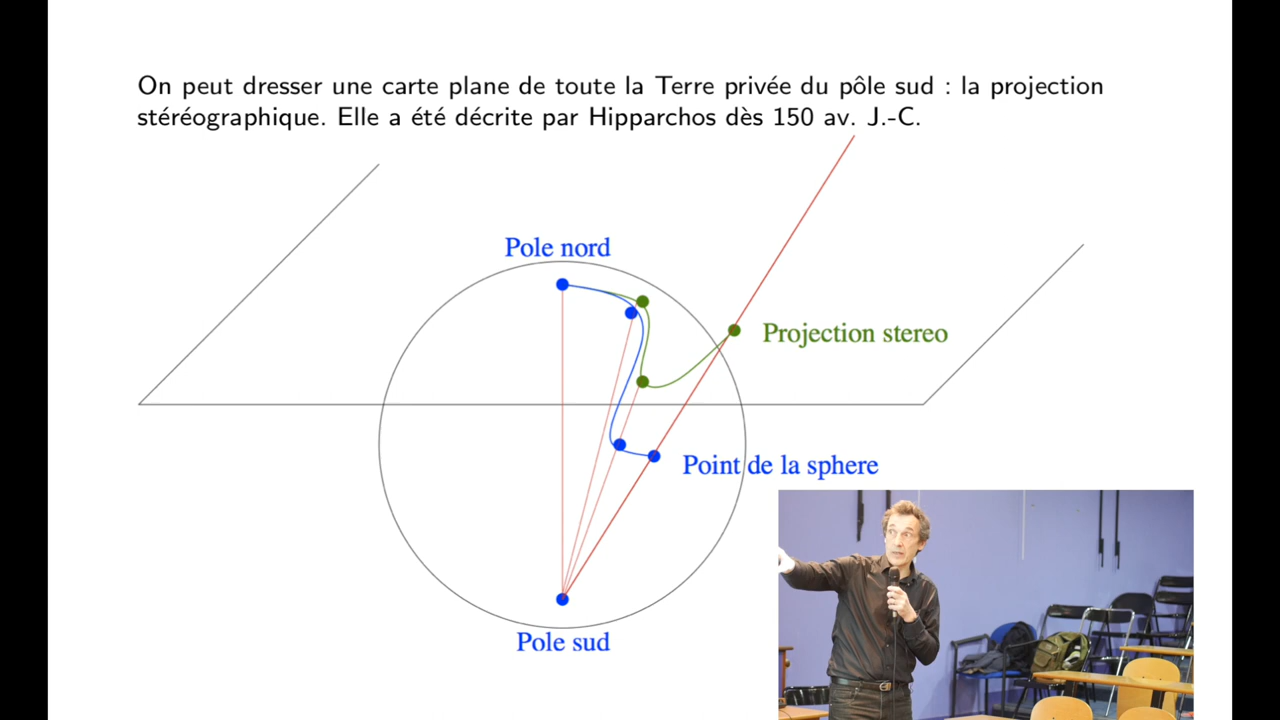 On peut dresser une carte plane de toute la Terre privée du pôle sud : la projection
stéréographique. Elle a été décrite par Hipparchos dès 150 av. J.-C.
Pole nord
Projection stereo
Point de la sphere
Pole sud